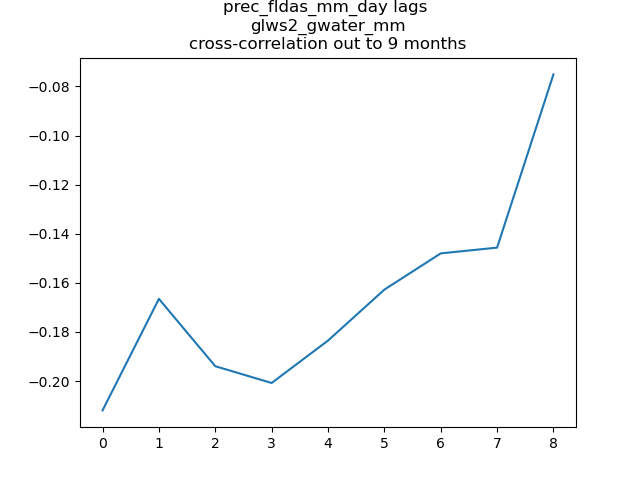 prec_fldas_mm_day lags
glws2_gwater_mm
cross-correlation out to 9 months
−0.08
−0.10
−0.12
−0.14
−0.16
−0.18
−0.20
0 1 2 3 4 5 6 7 8